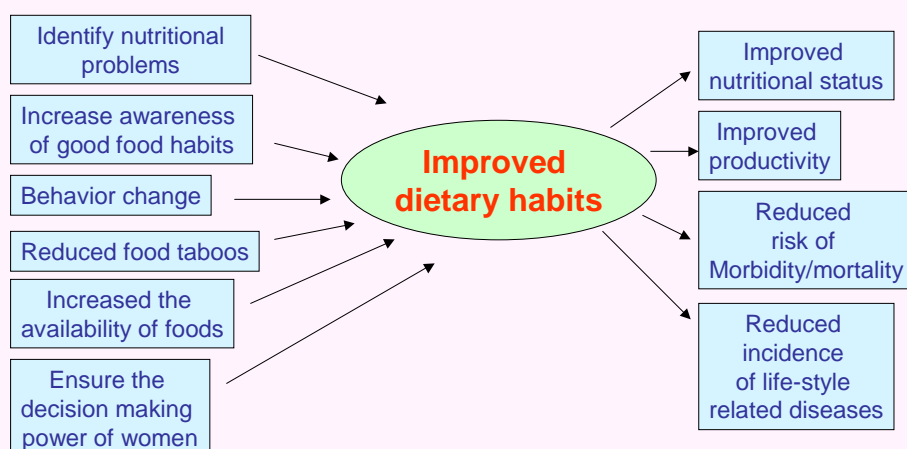 Identify nutritional
problems
Increase awareness
of good food habits
Behavior change
Reduced food taboos
Increased the
availability of foods
Ensure the
decision making
power of women
Improved
dietary habits
Improved
nutritional status
Improved
productivity
Reduced
risk of
Morbidity/mortality
Reduced
incidence
of life-style
related diseases